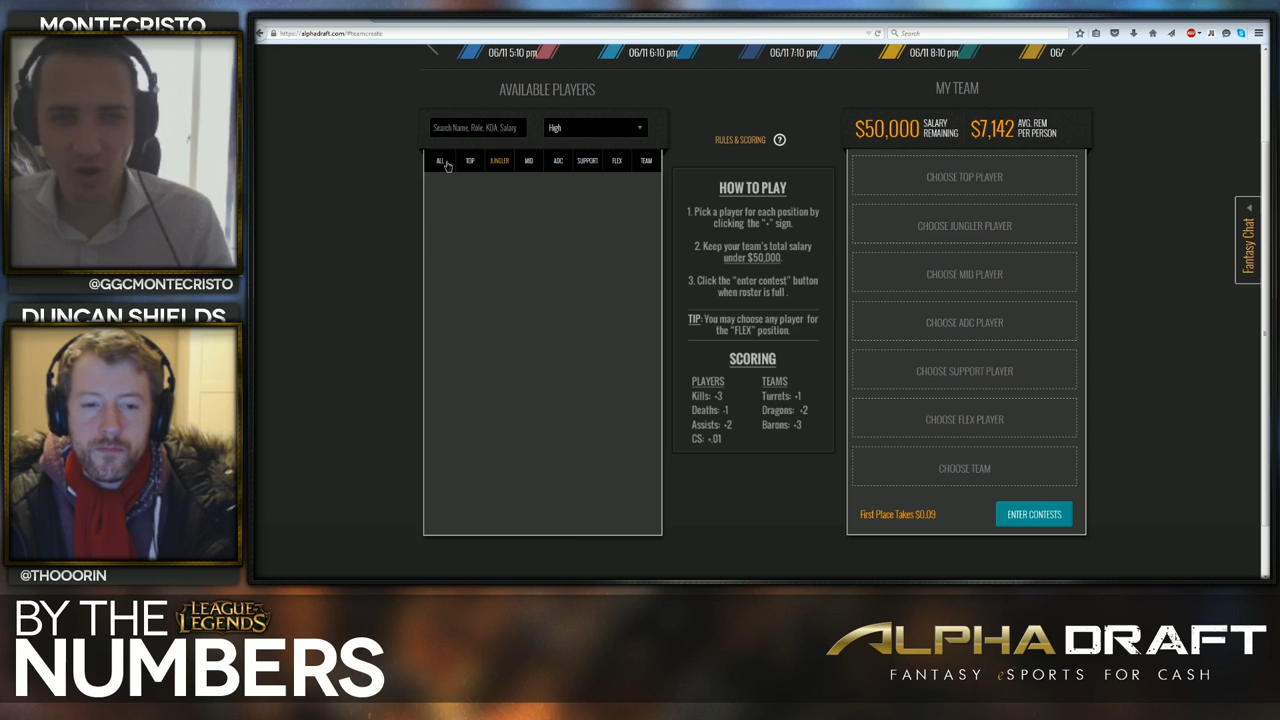 MONTECRISTO
@GGCMONTECRISTO
DUNCAN SHIELDS
@THOOORIN
https://alphadraft.com/#teamcreate
Search
06/11 5:10 pm
06/11 6:10 pm
06/11 7:10 pm
06/11 8:10 pm
06/
AVAILABLE PLAYERS
Search Name, Role, KDA, Salary
High
ALL TOP JUNGLER MID ADC SUPPORT FLEX TEAM
RULES & SCORING ?
HOW TO PLAY
1. Pick a player for each position by
clicking the "+" sign.
2. Keep your team's total salary
under $50,000.
3. Click the "enter contest" button
when roster is full .
TIP: You may choose any player for
the "FLEX" position.
SCORING
PLAYERS TEAMS
Kills: +3 Turrets: +1
Deaths: -1 Dragons: +2
Assists: +2 Barons: +3
CS: +.01
MY TEAM
$50,000 SALARY REMAINING $7,142 AVG. REM PER PERSON
CHOOSE TOP PLAYER
CHOOSE JUNGLER PLAYER
CHOOSE MID PLAYER
CHOOSE ADC PLAYER
CHOOSE SUPPORT PLAYER
CHOOSE FLEX PLAYER
CHOOSE TEAM
First Place Takes $0.09
ENTER CONTESTS
Fantasy Chat
BY THE
LEAGUE of
LEGENDS
NUMBERS
ALPHADRAFT
FANTASY eSPORTS FOR CASH